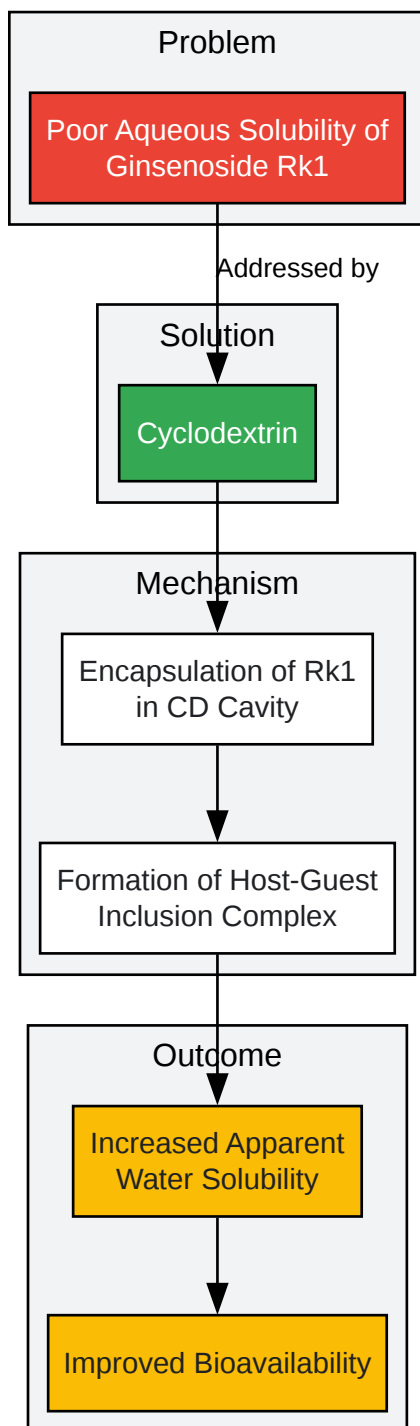 Problem
Poor Aqueous Solubility of
Ginsenoside Rk1
Addressed by
Solution
Cyclodextrin
Mechanism
Encapsulation of Rk1
in CD Cavity
Formation of Host-Guest
Inclusion Complex
Outcome
Increased Apparent
Water Solubility
Improved Bioavailability